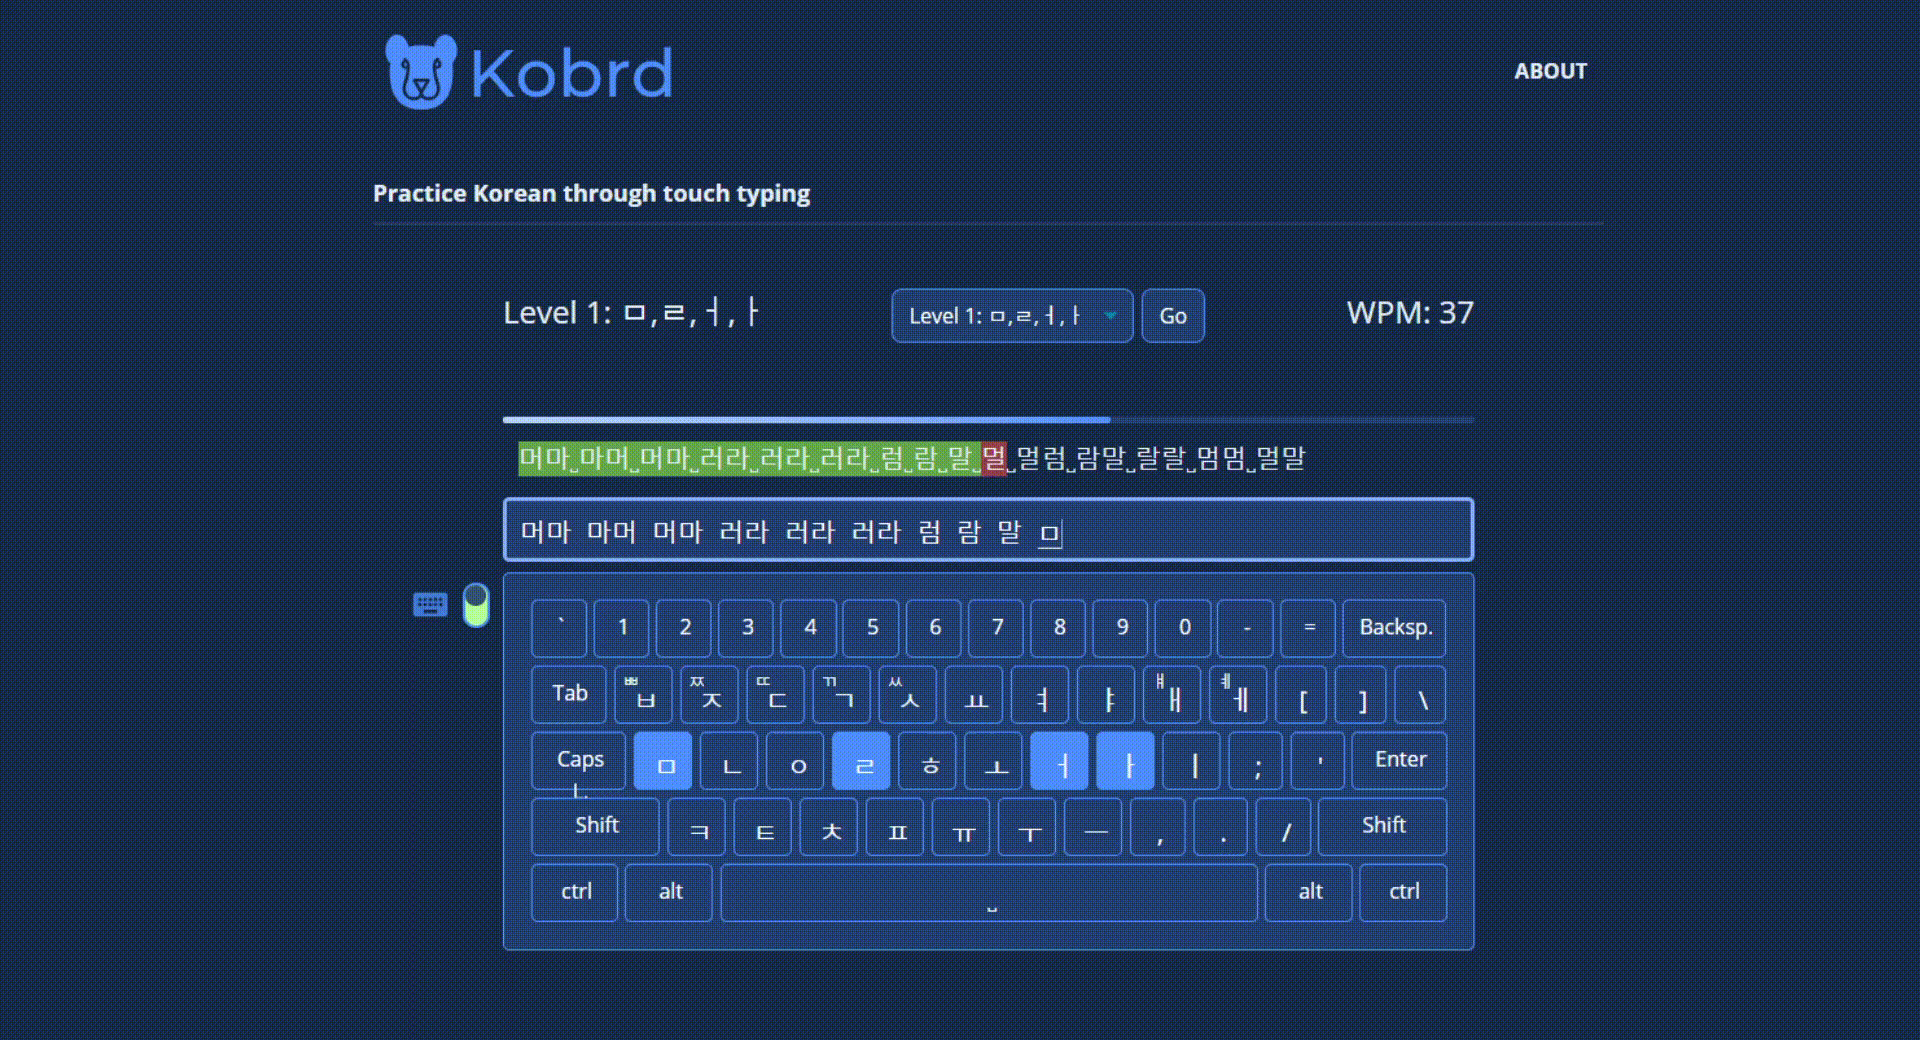 Kobrd
ABOUT
Practice Korean through touch typing
Level 1: ㅁ,ㄹ,ㅓ,ㅏ
Level 1: ㅁ,ㄹ,ㅓ,ㅏ
Go
WPM: 37
머마˽마머˽머마˽러라˽러라˽러라˽럼˽람˽말˽멀˽멀럼˽람말˽랄랄˽멈멈˽멀말
머마 마머 머마 러라 러라 러라 럼 람 말 ㅁ
` 1 2 3 4 5 6 7 8 9 0 - = Backsp.
Tab ㅃ ㅂ ㅉ ㅈ ㄸ ㄷ ㄲ ㄱ ㅆ ㅅ ㅛ ㅕ ㅑ ㅒ ㅐ ㅖ ㅔ [ ] \
Caps L. ㅁ ㄴ ㅇ ㄹ ㅎ ㅗ ㅓ ㅏ ㅣ ; ' Enter
Shift ㅋ ㅌ ㅊ ㅍ ㅠ ㅜ ㅡ , . / Shift
ctrl alt ˽ alt ctrl